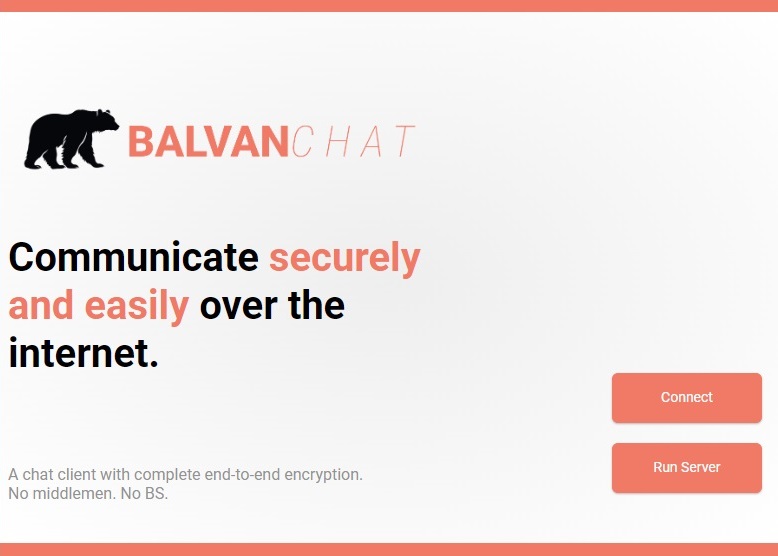 BALVANCHAT
Communicate securely
and easily over the
internet.
Connect
Run Server
A chat client with complete end-to-end encryption.
No middlemen. No BS.